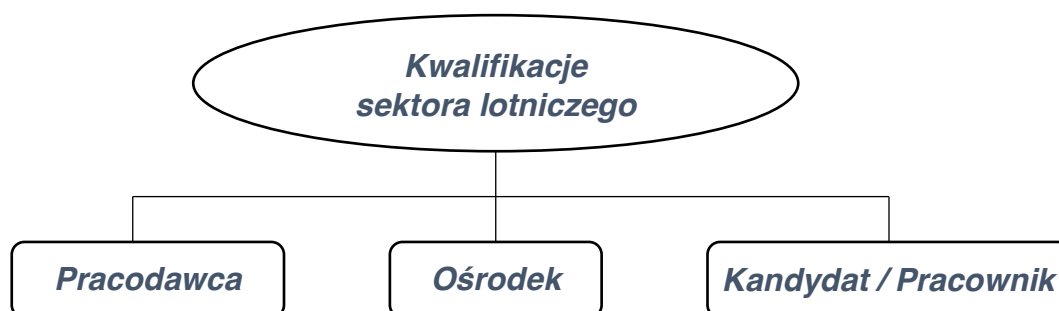 Kwalifikacje
sektora lotniczego
Pracodawca
Ośrodek
Kandydat / Pracownik